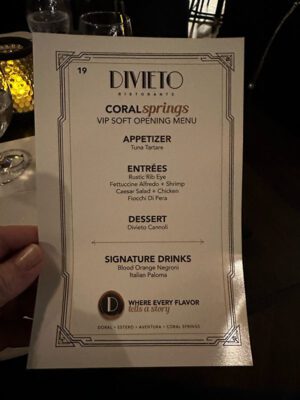 19
DIVIETO
RISTORANTE
CORAL springs
VIP SOFT OPENING MENU
APPETIZER
Tuna Tartare
ENTRÉES
Rustic Rib Eye
Fettuccine Alfredo + Shrimp
Caesar Salad + Chicken
Fiocchi Di Pera
DESSERT
Divieto Cannoli
SIGNATURE DRINKS
Blood Orange Negroni
Italian Paloma
D
WHERE EVERY FLAVOR
tells a story
DORAL • ESTERO • AVENTURA • CORAL SPRINGS